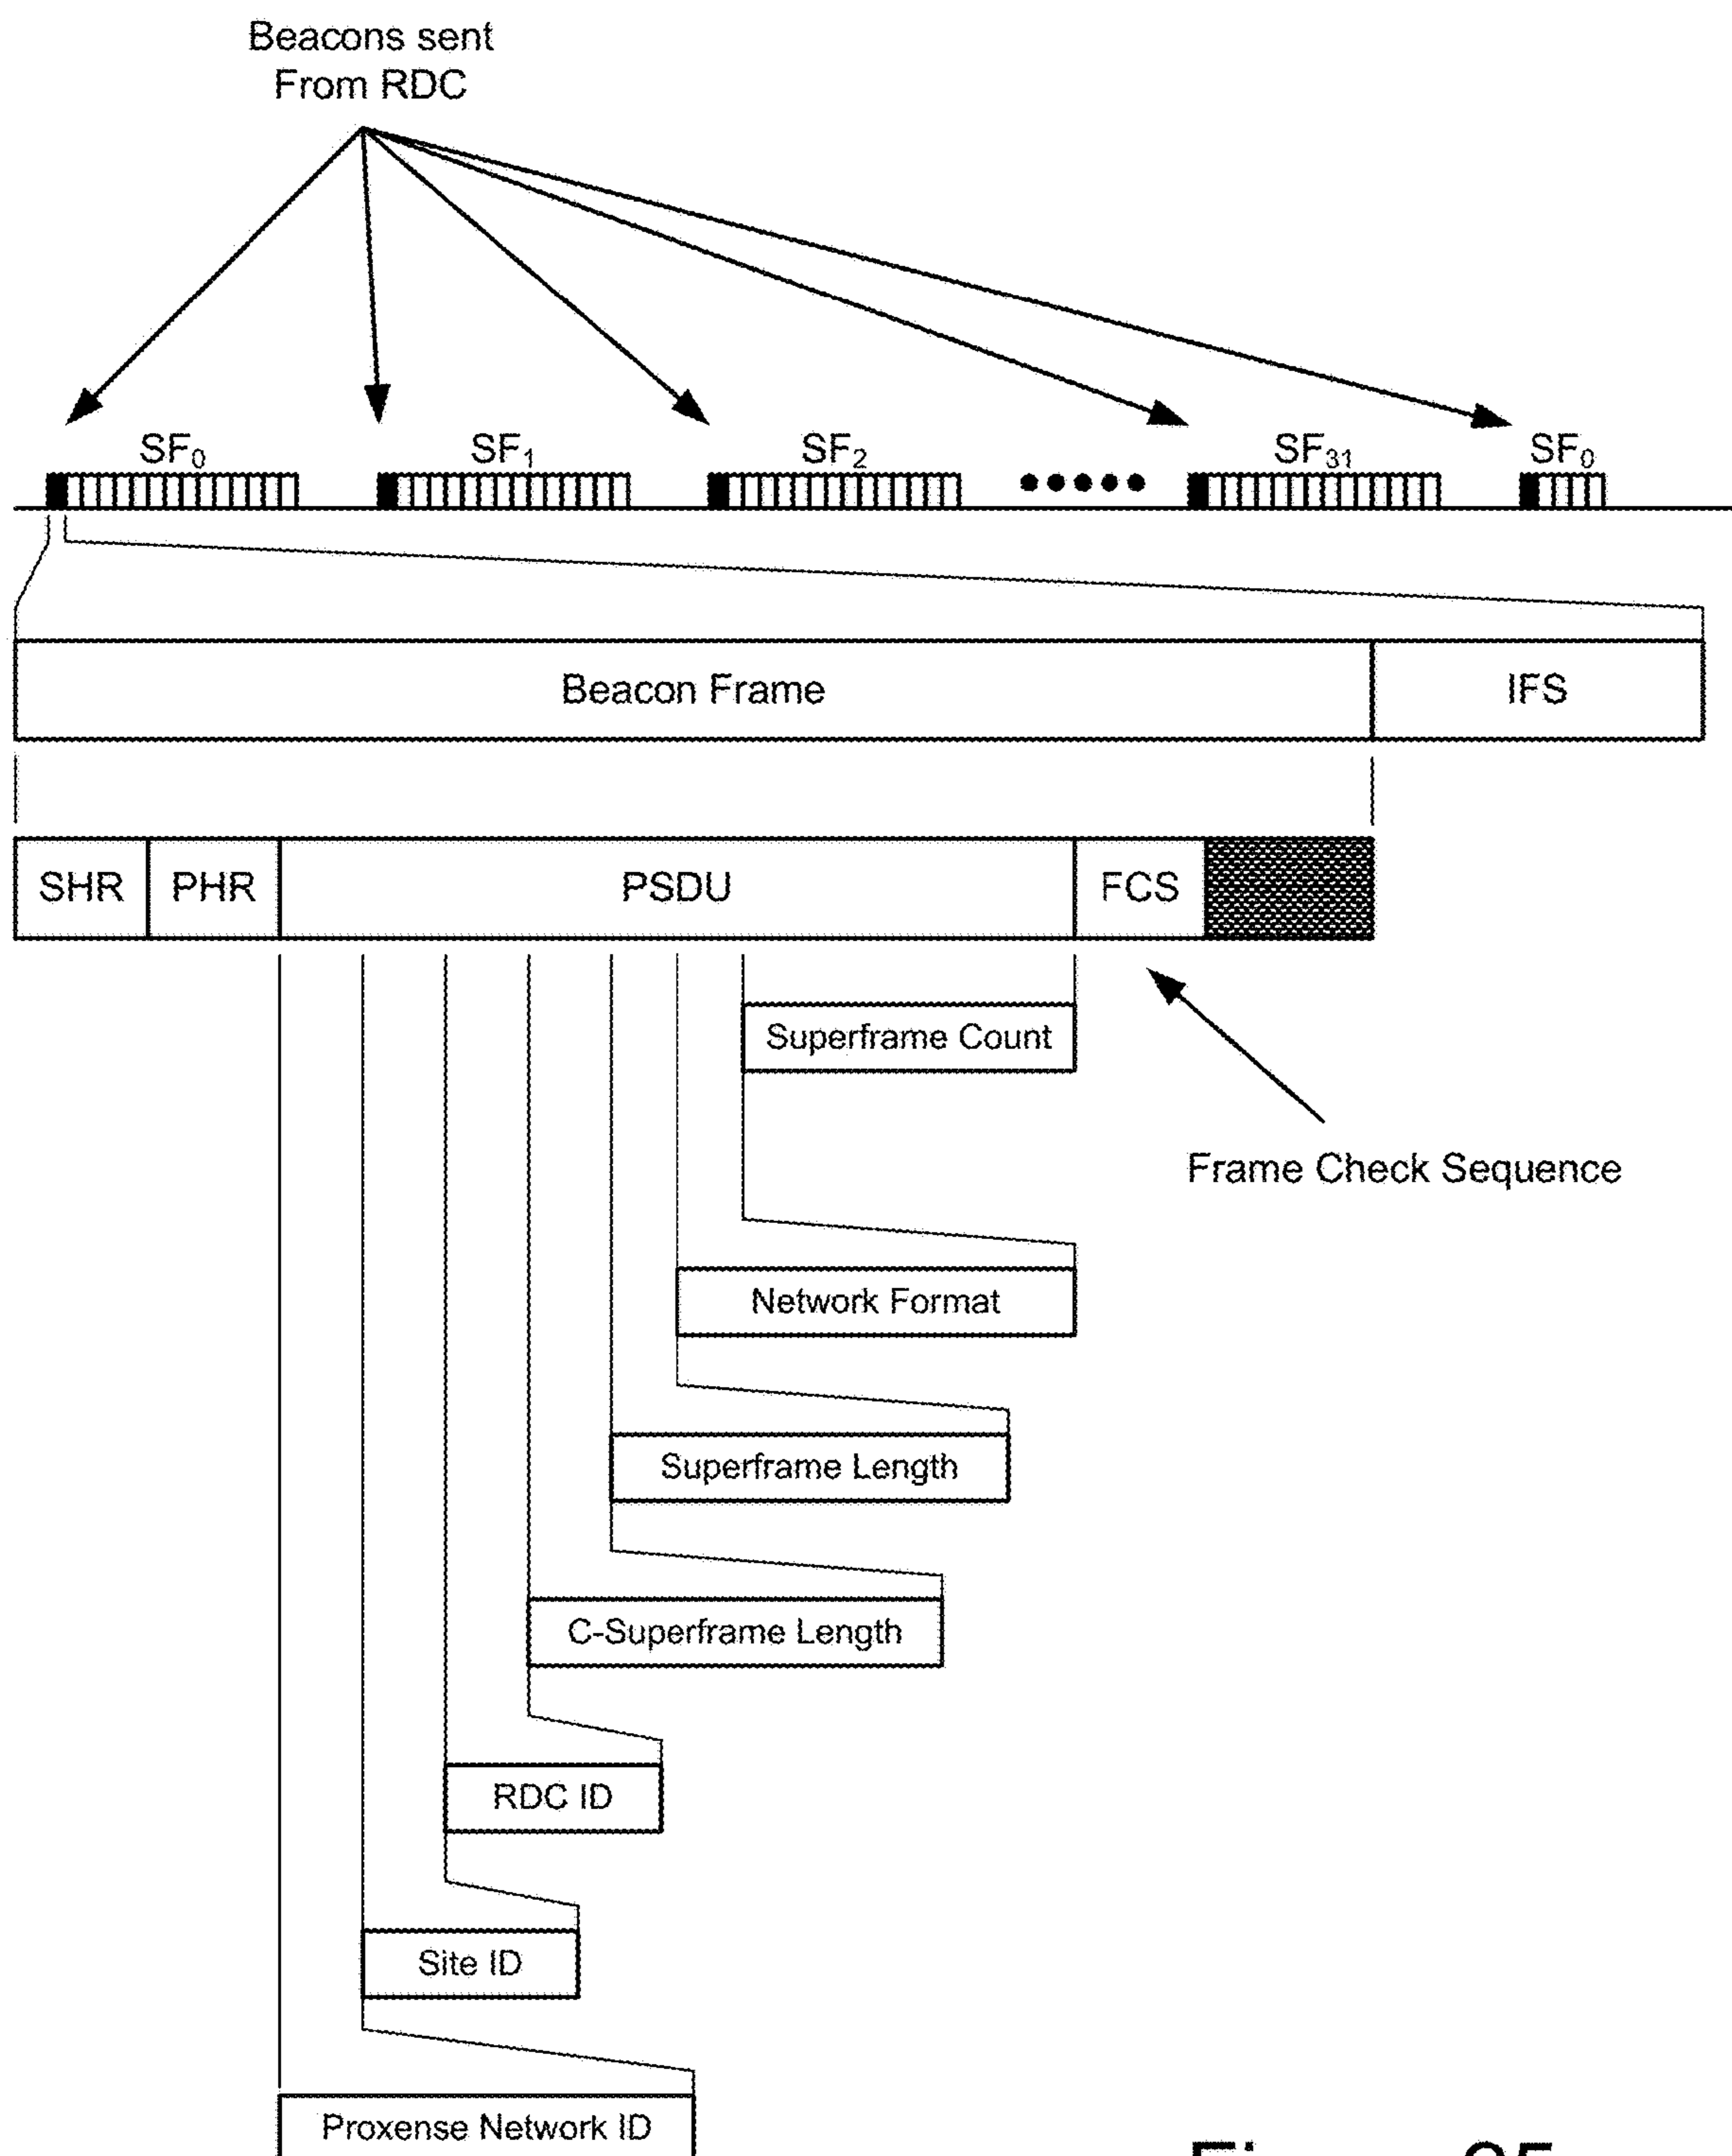 Beacons sent
From RDC
SF₀ SF₁ SF₂ SF₃₁ SF₀
Beacon Frame IFS
SHR PHR PSDU FCS
Superframe Count
Frame Check Sequence
Network Format
Superframe Length
C-Superframe Length
RDC ID
Site ID
Proxense Network ID